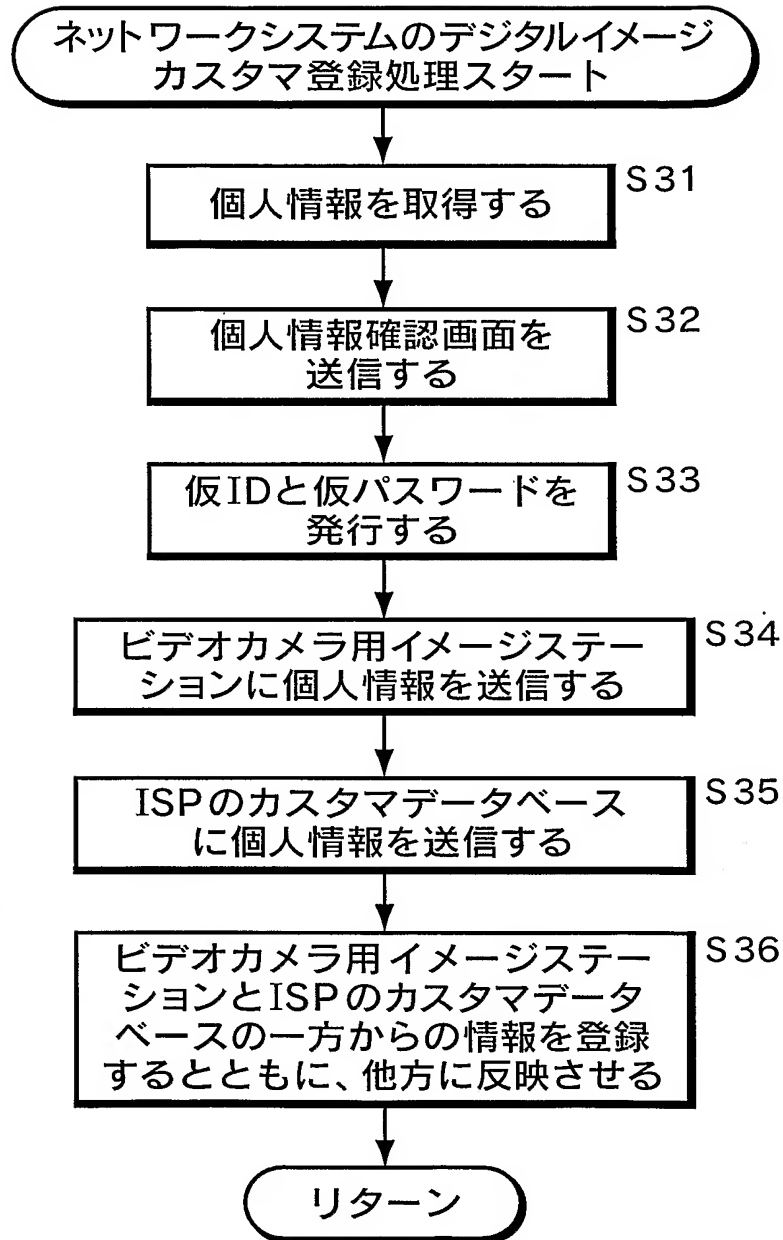 ネットワークシステムのデジタルイメージ
カスタマ登録処理スタート
個人情報を取得する
S31
個人情報確認画面を
送信する
S32
仮IDと仮パスワードを
発行する
S33
ビデオカメラ用イメージステー
ションに個人情報を送信する
S34
ISPのカスタマデータベース
に個人情報を送信する
S35
ビデオカメラ用イメージステー
ションとISPのカスタマデータ
ベースの一方からの情報を登録
するとともに、他方に反映させる
S36
リターン